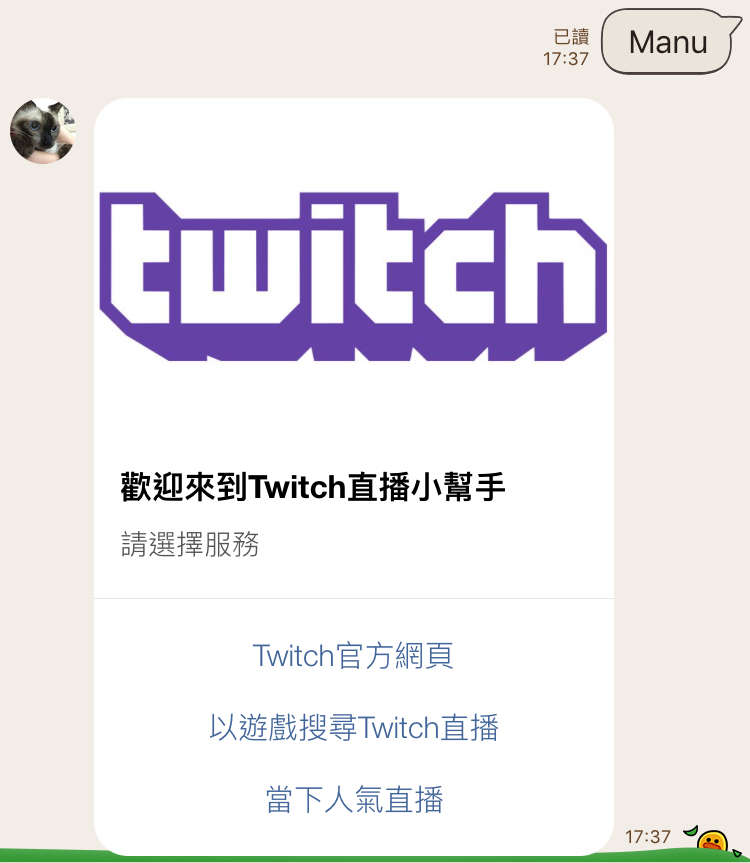 Manu
已讀
17:37
twitch
歡迎來到Twitch直播小幫手
請選擇服務
Twitch官方網頁
以遊戲搜尋Twitch直播
當下人氣直播
17:37